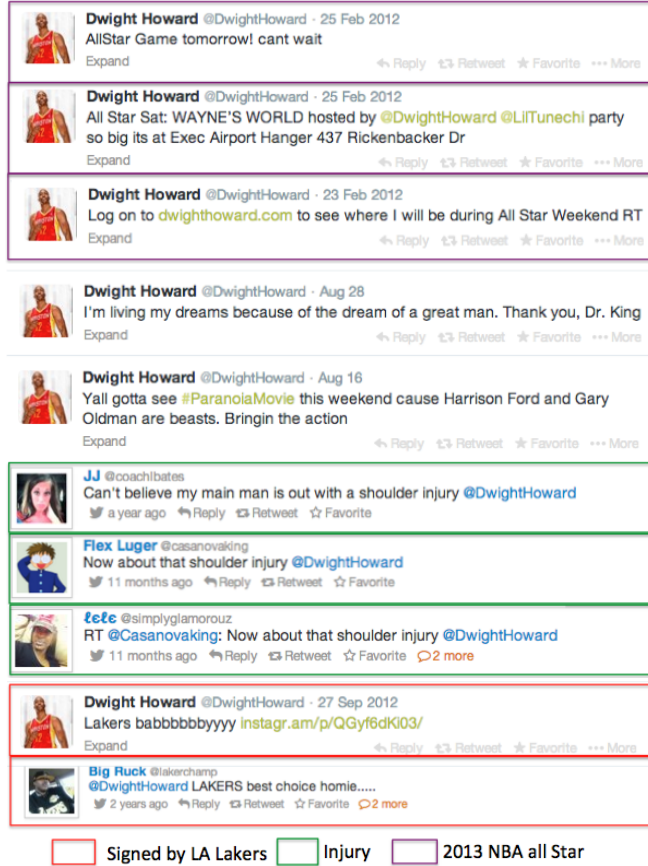 Dwight Howard @DwightHoward · 25 Feb 2012
AllStar Game tomorrow! cant wait
Expand
Reply Retweet Favorite More
Dwight Howard @DwightHoward · 25 Feb 2012
All Star Sat: WAYNE'S WORLD hosted by @DwightHoward @LilTunechi party
so big its at Exec Airport Hanger 437 Rickenbacker Dr
Expand
Reply Retweet Favorite More
Dwight Howard @DwightHoward · 23 Feb 2012
Log on to dwighthoward.com to see where I will be during All Star Weekend RT
Expand
Reply Retweet Favorite More
Dwight Howard @DwightHoward · Aug 28
I'm living my dreams because of the dream of a great man. Thank you, Dr. King
Expand
Reply Retweet Favorite More
Dwight Howard @DwightHoward · Aug 16
Yall gotta see #ParanoiaMovie this weekend cause Harrison Ford and Gary
Oldman are beasts. Bringin the action
Expand
Reply Retweet Favorite More
JJ @coachlbates
Can't believe my main man is out with a shoulder injury @DwightHoward
a year ago Reply Retweet Favorite
Flex Luger @casanovaking
Now about that shoulder injury @DwightHoward
11 months ago Reply Retweet Favorite
ℓєℓє @simplyglamorouz
RT @Casanovaking: Now about that shoulder injury @DwightHoward
11 months ago Reply Retweet Favorite 2 more
Dwight Howard @DwightHoward · 27 Sep 2012
Lakers babbbbbbyyyy instagr.am/p/QGyf6dKi03/
Expand
Reply Retweet Favorite More
Big Ruck @lakerchamp
@DwightHoward LAKERS best choice homie.....
2 years ago Reply Retweet Favorite 2 more
Signed by LA Lakers Injury 2013 NBA all Star